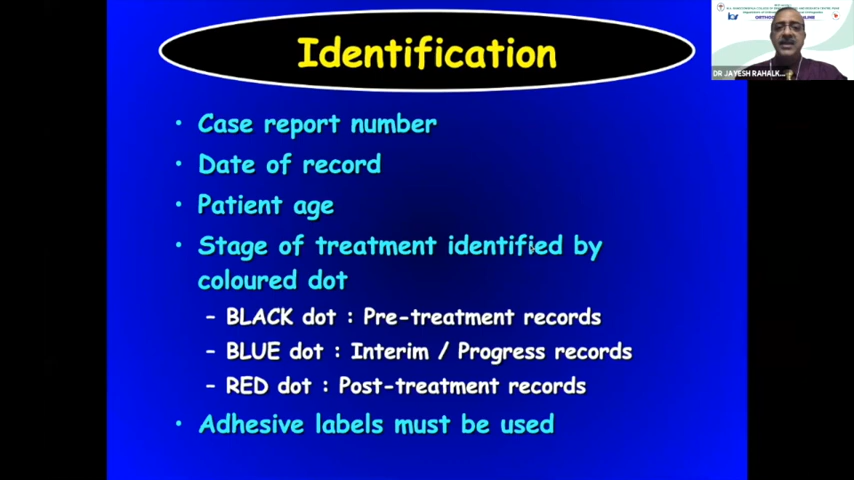 Identification
• Case report number
• Date of record
• Patient age
• Stage of treatment identified by
coloured dot
– BLACK dot : Pre-treatment records
– BLUE dot : Interim / Progress records
– RED dot : Post-treatment records
• Adhesive labels must be used
DR JAYESH RAHALK...